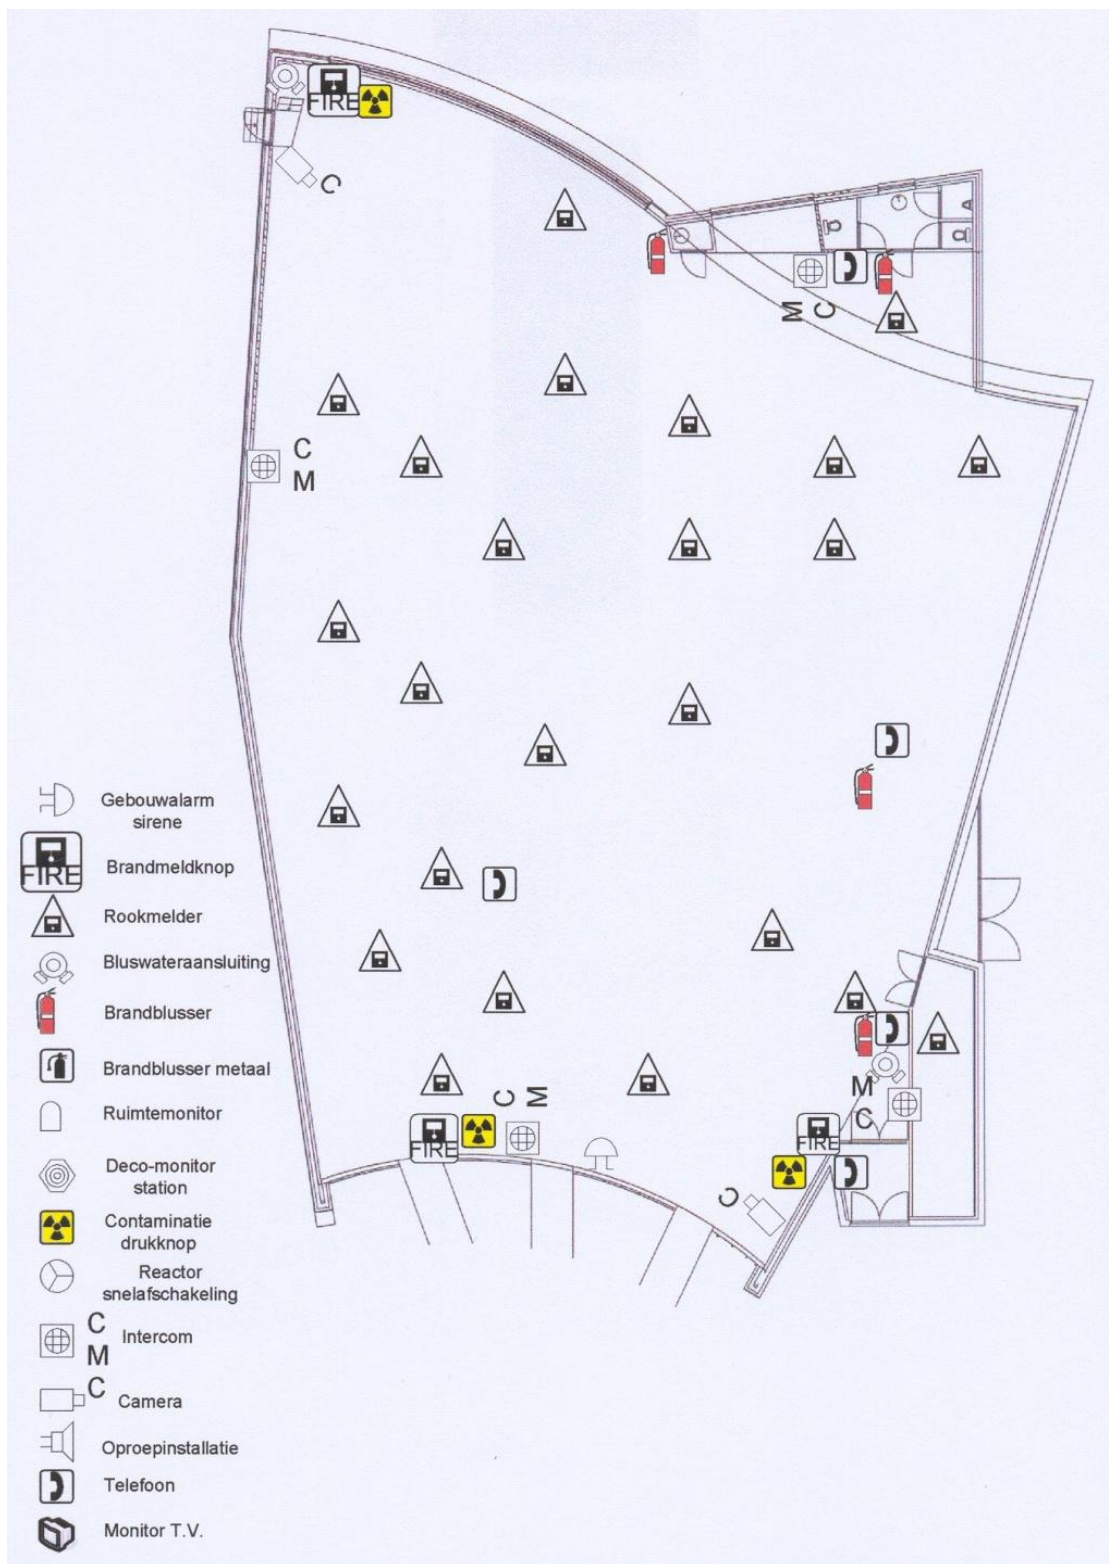 FIRE
C
M
C
C
M
C
M
M
C
FIRE
FIRE
C
Gebouwalarm
sirene
FIRE
Brandmeldknop
Rookmelder
Bluswateraansluiting
Brandblusser
Brandblusser metaal
Ruimtemonitor
Deco-monitor
station
Contaminatie
drukknop
Reactor
snelafschakeling
C
M
Intercom
C
Camera
Oproepinstallatie
Telefoon
Monitor T.V.